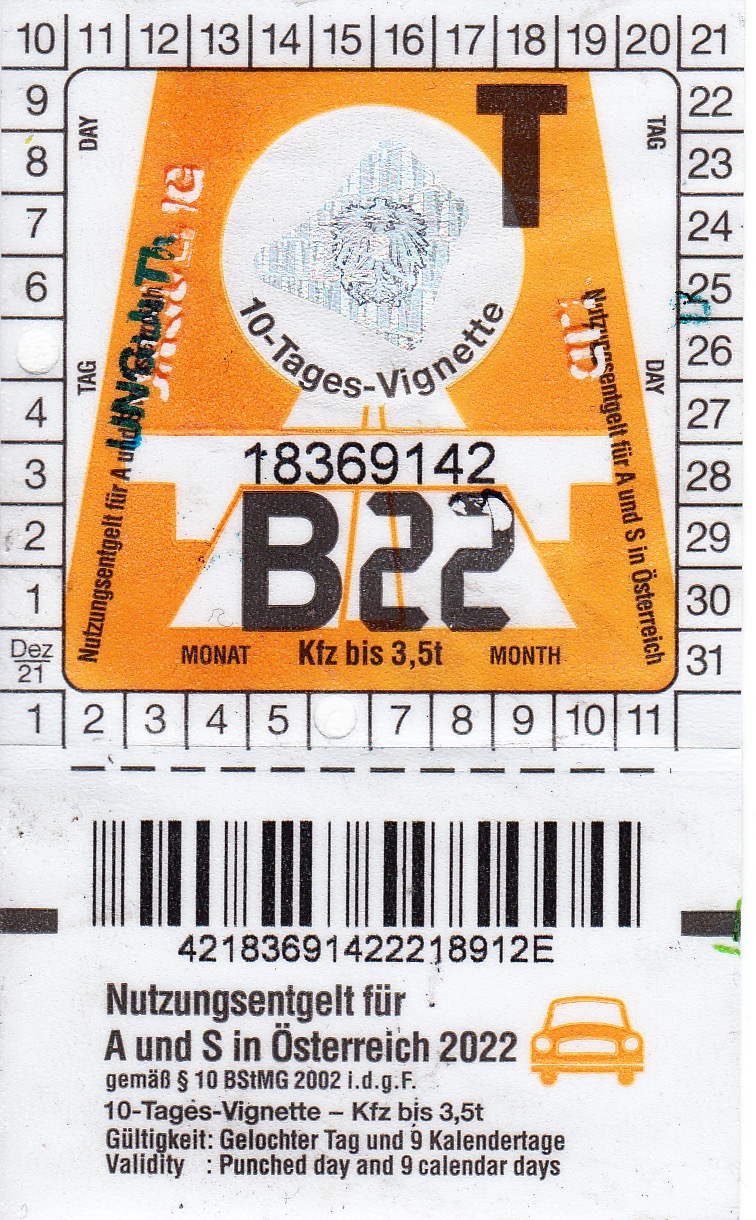 10 11 12 13 14 15 16 17 18 19 20 21
9 DAY T TAG 22
8 23
7 24
6 25
TAG DAY 26
4 10-Tages-Vignette 27
3 18369142 28
2 B22 29
1 30
Dez
21
31
Nutzungsentgelt für A und
Nutzungsentgelt für A und S in Österreich
MONAT Kfz bis 3,5t MONTH
1 2 3 4 5 7 8 9 10 11
42183691422218912E
Nutzungsentgelt für
A und S in Österreich 2022
gemäß § 10 BStMG 2002 i.d.g.F.
10-Tages-Vignette – Kfz bis 3,5t
Gültigkeit: Gelochter Tag und 9 Kalendertage
Validity : Punched day and 9 calendar days